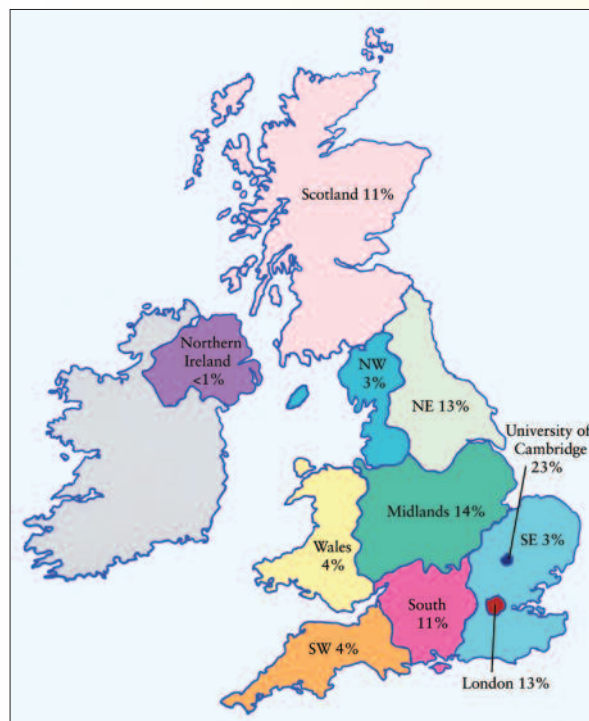 Scotland 11%
Northern
Ireland
<1%
NW
3%
NE 13%
University of
Cambridge
23%
Midlands 14%
SE 3%
Wales
4%
South
11%
SW 4%
London 13%